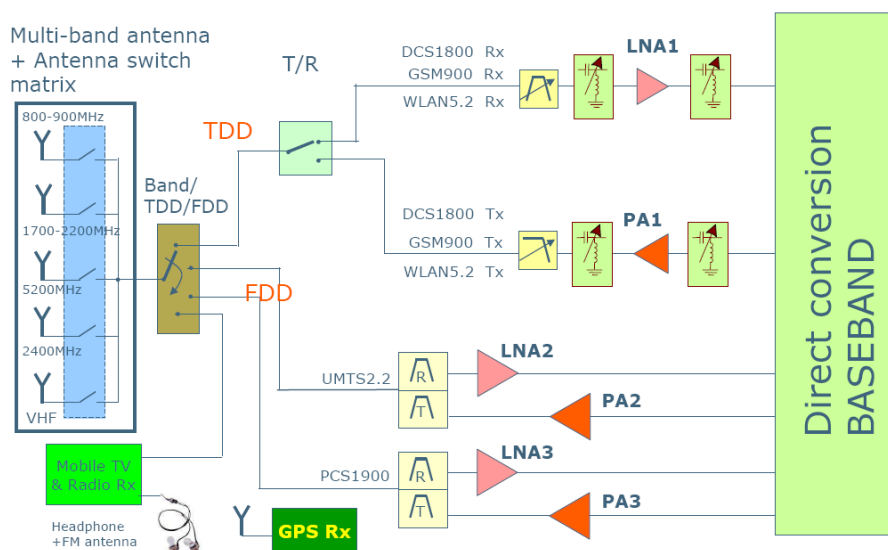 Multi-band antenna
+ Antenna switch
matrix
T/R
DCS1800 Rx
GSM900 Rx
WLAN5.2 Rx
LNA1
800-900MHz
TDD
Band/
TDD/FDD
1700-2200MHz
DCS1800 Tx
GSM900 Tx
WLAN5.2 Tx
PA1
5200MHz
FDD
2400MHz
VHF
UMTS2.2
R
T
LNA2
PA2
PCS1900
R
T
LNA3
PA3
Mobile TV
& Radio Rx
Headphone
+FM antenna
GPS Rx
Direct conversion
BASEBAND